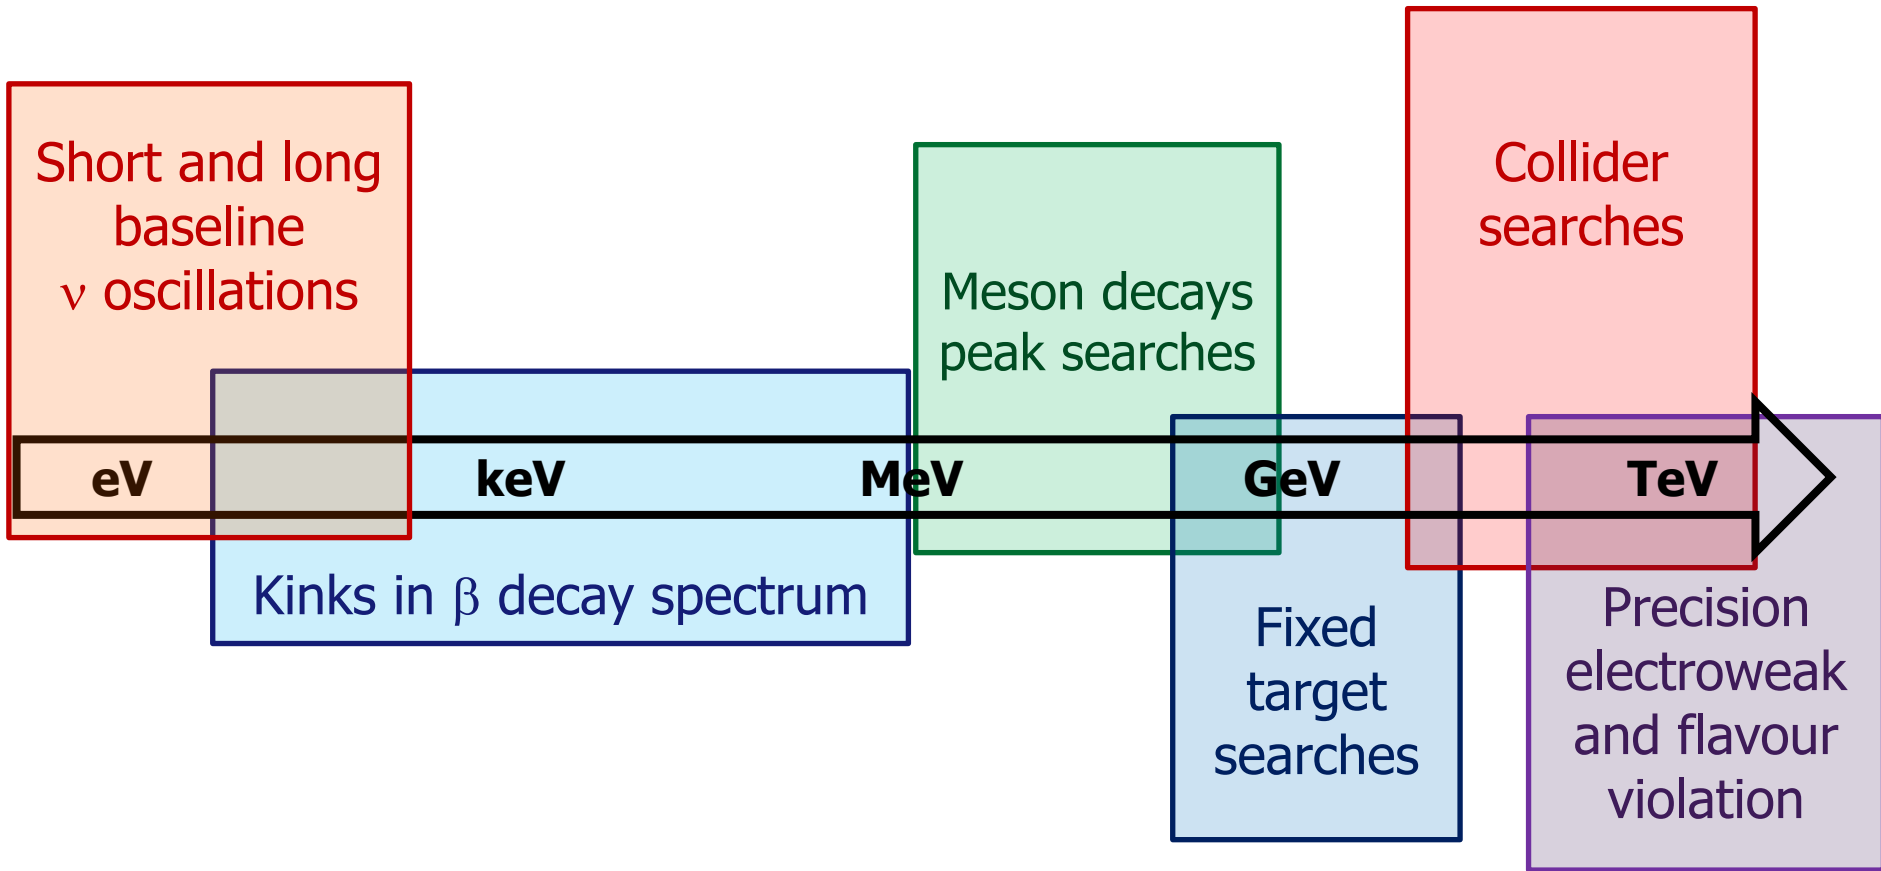 Short and long
baseline
ν oscillations
Collider
searches
Meson decays
peak searches
eV
keV
MeV
GeV
TeV
Kinks in β decay spectrum
Fixed
target
searches
Precision
electroweak
and flavour
violation